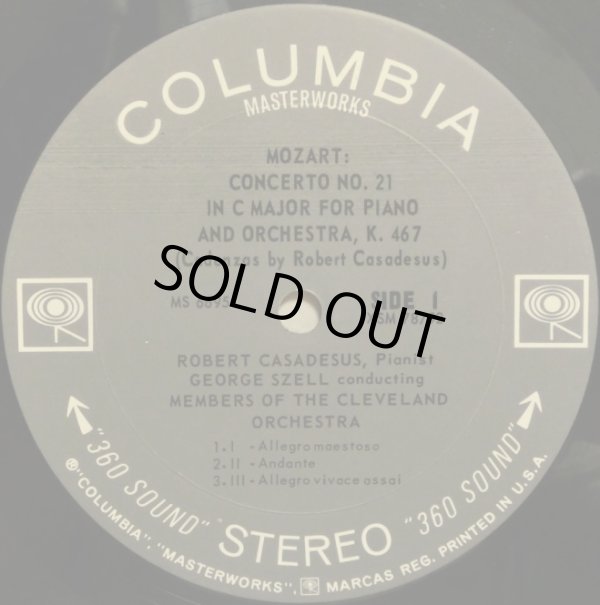 COLUMBIA
MASTERWORKS
MOZART:
CONCERTO NO. 21
IN C MAJOR FOR PIANO
AND ORCHESTRA, K. 467
(Cadenzas by Robert Casadesus)
MS
SIDE 1
SOLD OUT
ROBERT CASADESUS, Pianist
GEORGE SZELL conducting
MEMBERS OF THE CLEVELAND
ORCHESTRA
1. I - Allegro maestoso
2. II - Andante
3. III - Allegro vivace assai
"360 SOUND" STEREO "360 SOUND"
℗"COLUMBIA", "MASTERWORKS", MARCAS REG. PRINTED IN U.S.A.